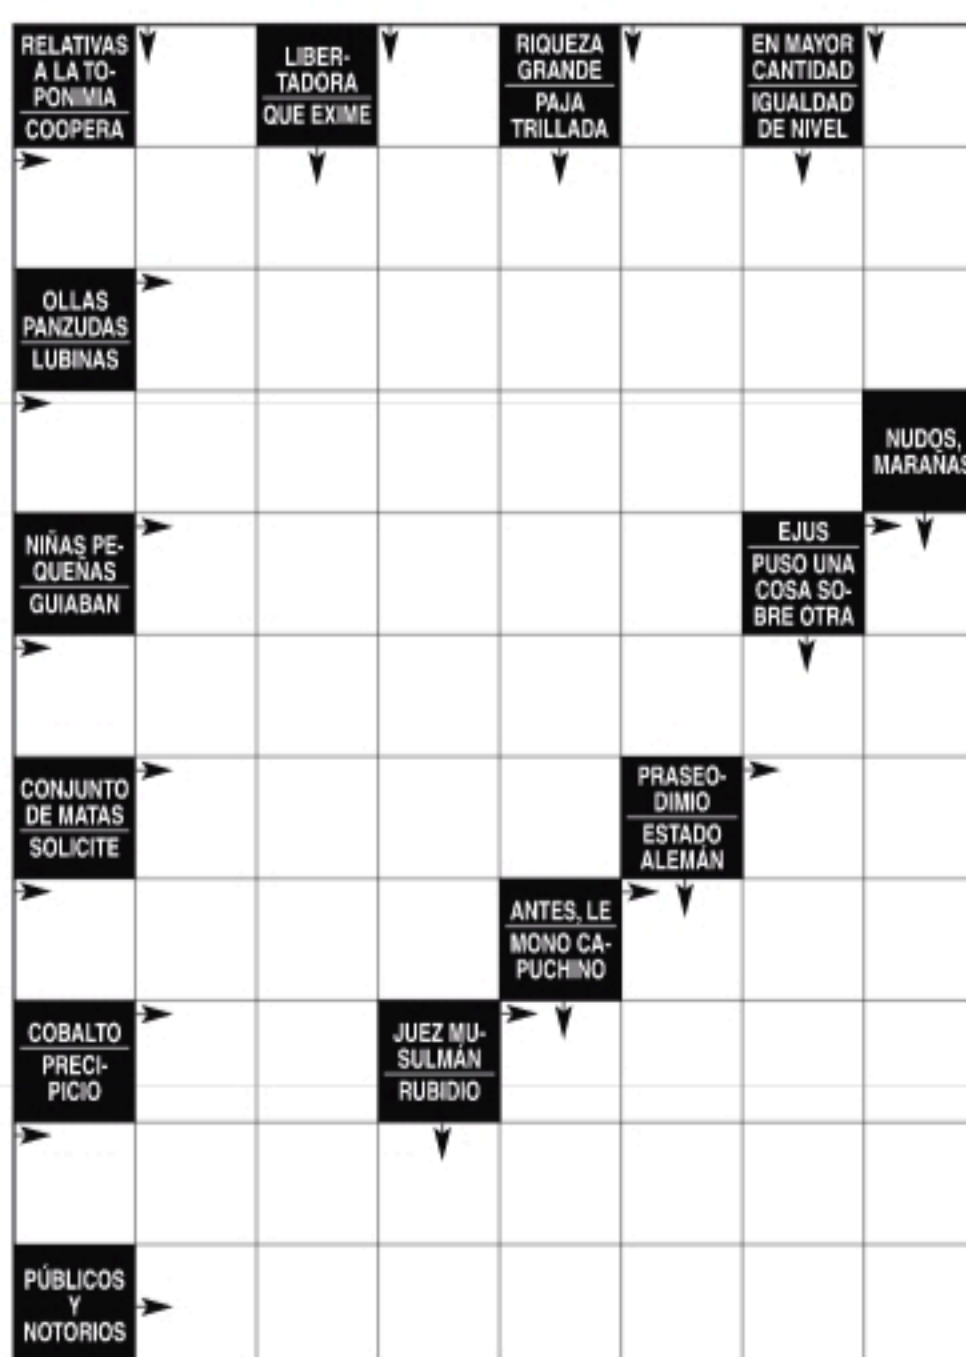 RELATIVAS
A LA TO-
PONIMIA
COOPERA
LIBER-
TADORA
QUE EXIME
RIQUEZA
GRANDE
PAJA
TRILLADA
EN MAYOR
CANTIDAD
IGUALDAD
DE NIVEL
OLLAS
PANZUDAS
LUBINAS
NUDOS,
MARAÑAS
NIÑAS PE-
QUEÑAS
GUIABAN
EJUS
PUSO UNA
COSA SO-
BRE OTRA
CONJUNTO
DE MATAS
SOLICITE
PRASEO-
DIMIO
ESTADO
ALEMÁN
ANTES, LE
MONO CA-
PUCHINO
COBALTO
PRECI-
PICIO
JUEZ MU-
SULMÁN
RUBIDIO
PÚBLICOS
Y
NOTORIOS